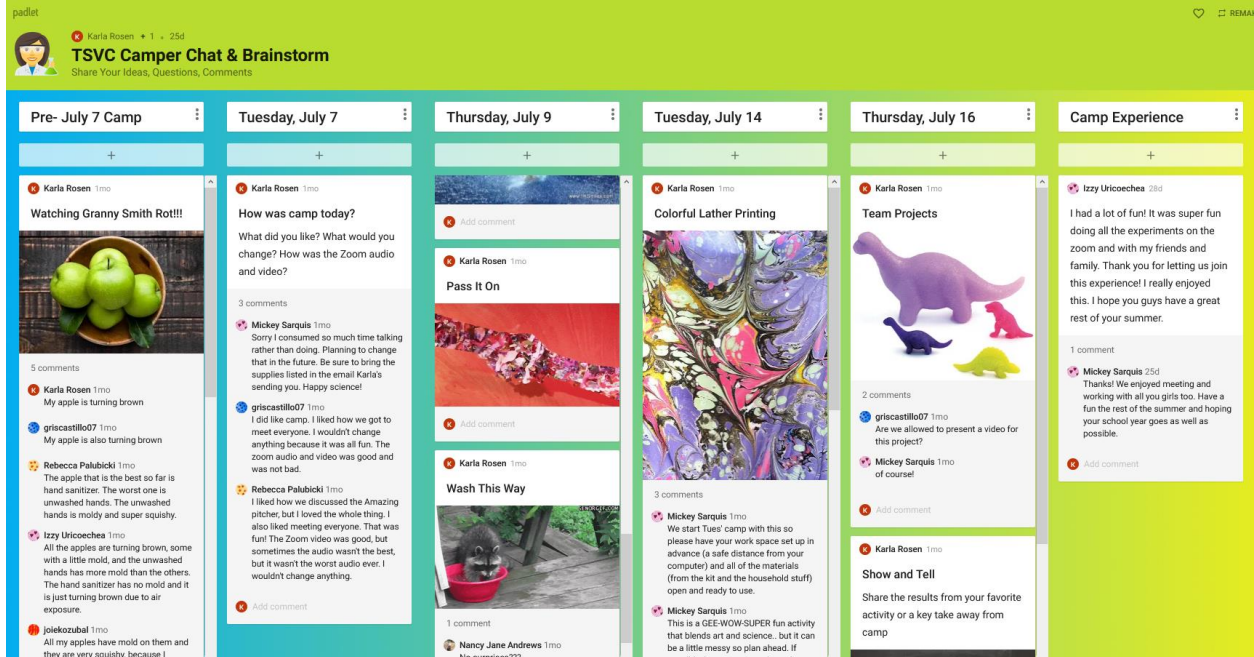 padlet
REMAK
Karla Rosen + 1 • 25d
TSVC Camper Chat & Brainstorm
Share Your Ideas, Questions, Comments
Pre- July 7 Camp
+
Karla Rosen 1mo
Watching Granny Smith Rot!!!
5 comments
Karla Rosen 1mo
My apple is turning brown
griscastillo07 1mo
My apple is also turning brown
Rebecca Palubicki 1mo
The apple that is the best so far is
hand sanitizer. The worst one is
unwashed hands. The unwashed
hands is moldy and super squishy.
Izzy Uricoechea 1mo
All the apples are turning brown, some
with a little mold, and the unwashed
hands has more mold than the others.
The hand sanitizer has no mold and it
is just turning brown due to air
exposure.
joiekozubal 1mo
All my apples have mold on them and
they are very squishy, because I
Tuesday, July 7
+
Karla Rosen 1mo
How was camp today?
What did you like? What would you
change? How was the Zoom audio
and video?
3 comments
Mickey Sarquis 1mo
Sorry I consumed so much time talking
rather than doing. Planning to change
that in the future. Be sure to bring the
supplies listed in the email Karla's
sending you. Happy science!
griscastillo07 1mo
I did like camp. I liked how we got to
meet everyone. I wouldn't change
anything because it was all fun. The
zoom audio and video was good and
was not bad.
Rebecca Palubicki 1mo
I liked how we discussed the Amazing
pitcher, but I loved the whole thing. I
also liked meeting everyone. That was
fun! The Zoom video was good, but
sometimes the audio wasn't the best,
but it wasn't the worst audio ever. I
wouldn't change anything.
Add comment
Thursday, July 9
+
Add comment
Karla Rosen 1mo
Pass It On
Add comment
Karla Rosen 1mo
Wash This Way
1 comment
Nancy Jane Andrews 1mo
No surprises???
Tuesday, July 14
+
Karla Rosen 1mo
Colorful Lather Printing
3 comments
Mickey Sarquis 1mo
We start Tues' camp with this so
please have your work space set up in
advance (a safe distance from your
computer) and all of the materials
(from the kit and the household stuff)
open and ready to use.
Mickey Sarquis 1mo
This is a GEE-WOW-SUPER fun activity
that blends art and science.. but it can
be a little messy so plan ahead. If
Thursday, July 16
+
Karla Rosen 1mo
Team Projects
2 comments
griscastillo07 1mo
Are we allowed to present a video for
this project?
Mickey Sarquis 1mo
of course!
Add comment
Karla Rosen 1mo
Show and Tell
Share the results from your favorite
activity or a key take away from
camp
Camp Experience
+
Izzy Uricoechea 28d
I had a lot of fun! It was super fun
doing all the experiments on the
zoom and with my friends and
family. Thank you for letting us join
this experience! I really enjoyed
this. I hope you guys have a great
rest of your summer.
1 comment
Mickey Sarquis 25d
Thanks! We enjoyed meeting and
working with all you girls too. Have a
fun the rest of the summer and hoping
your school year goes as well as
possible.
Add comment